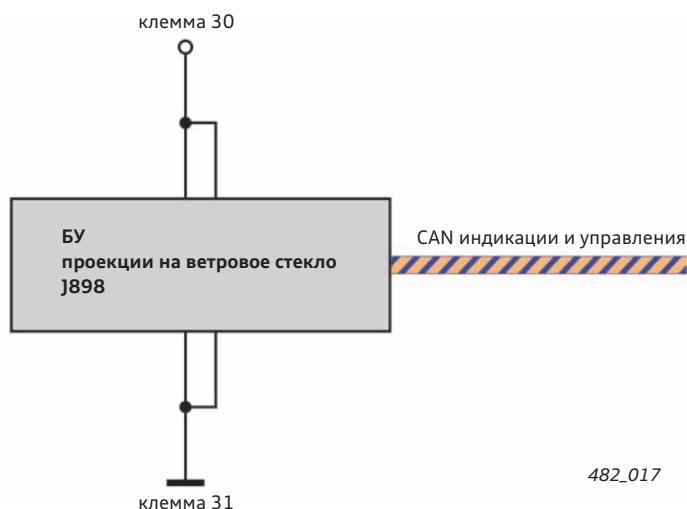 клемма 30
БУ
проекции на ветровое стекло
J898
CAN индикации и управления
482_017
клемма 31